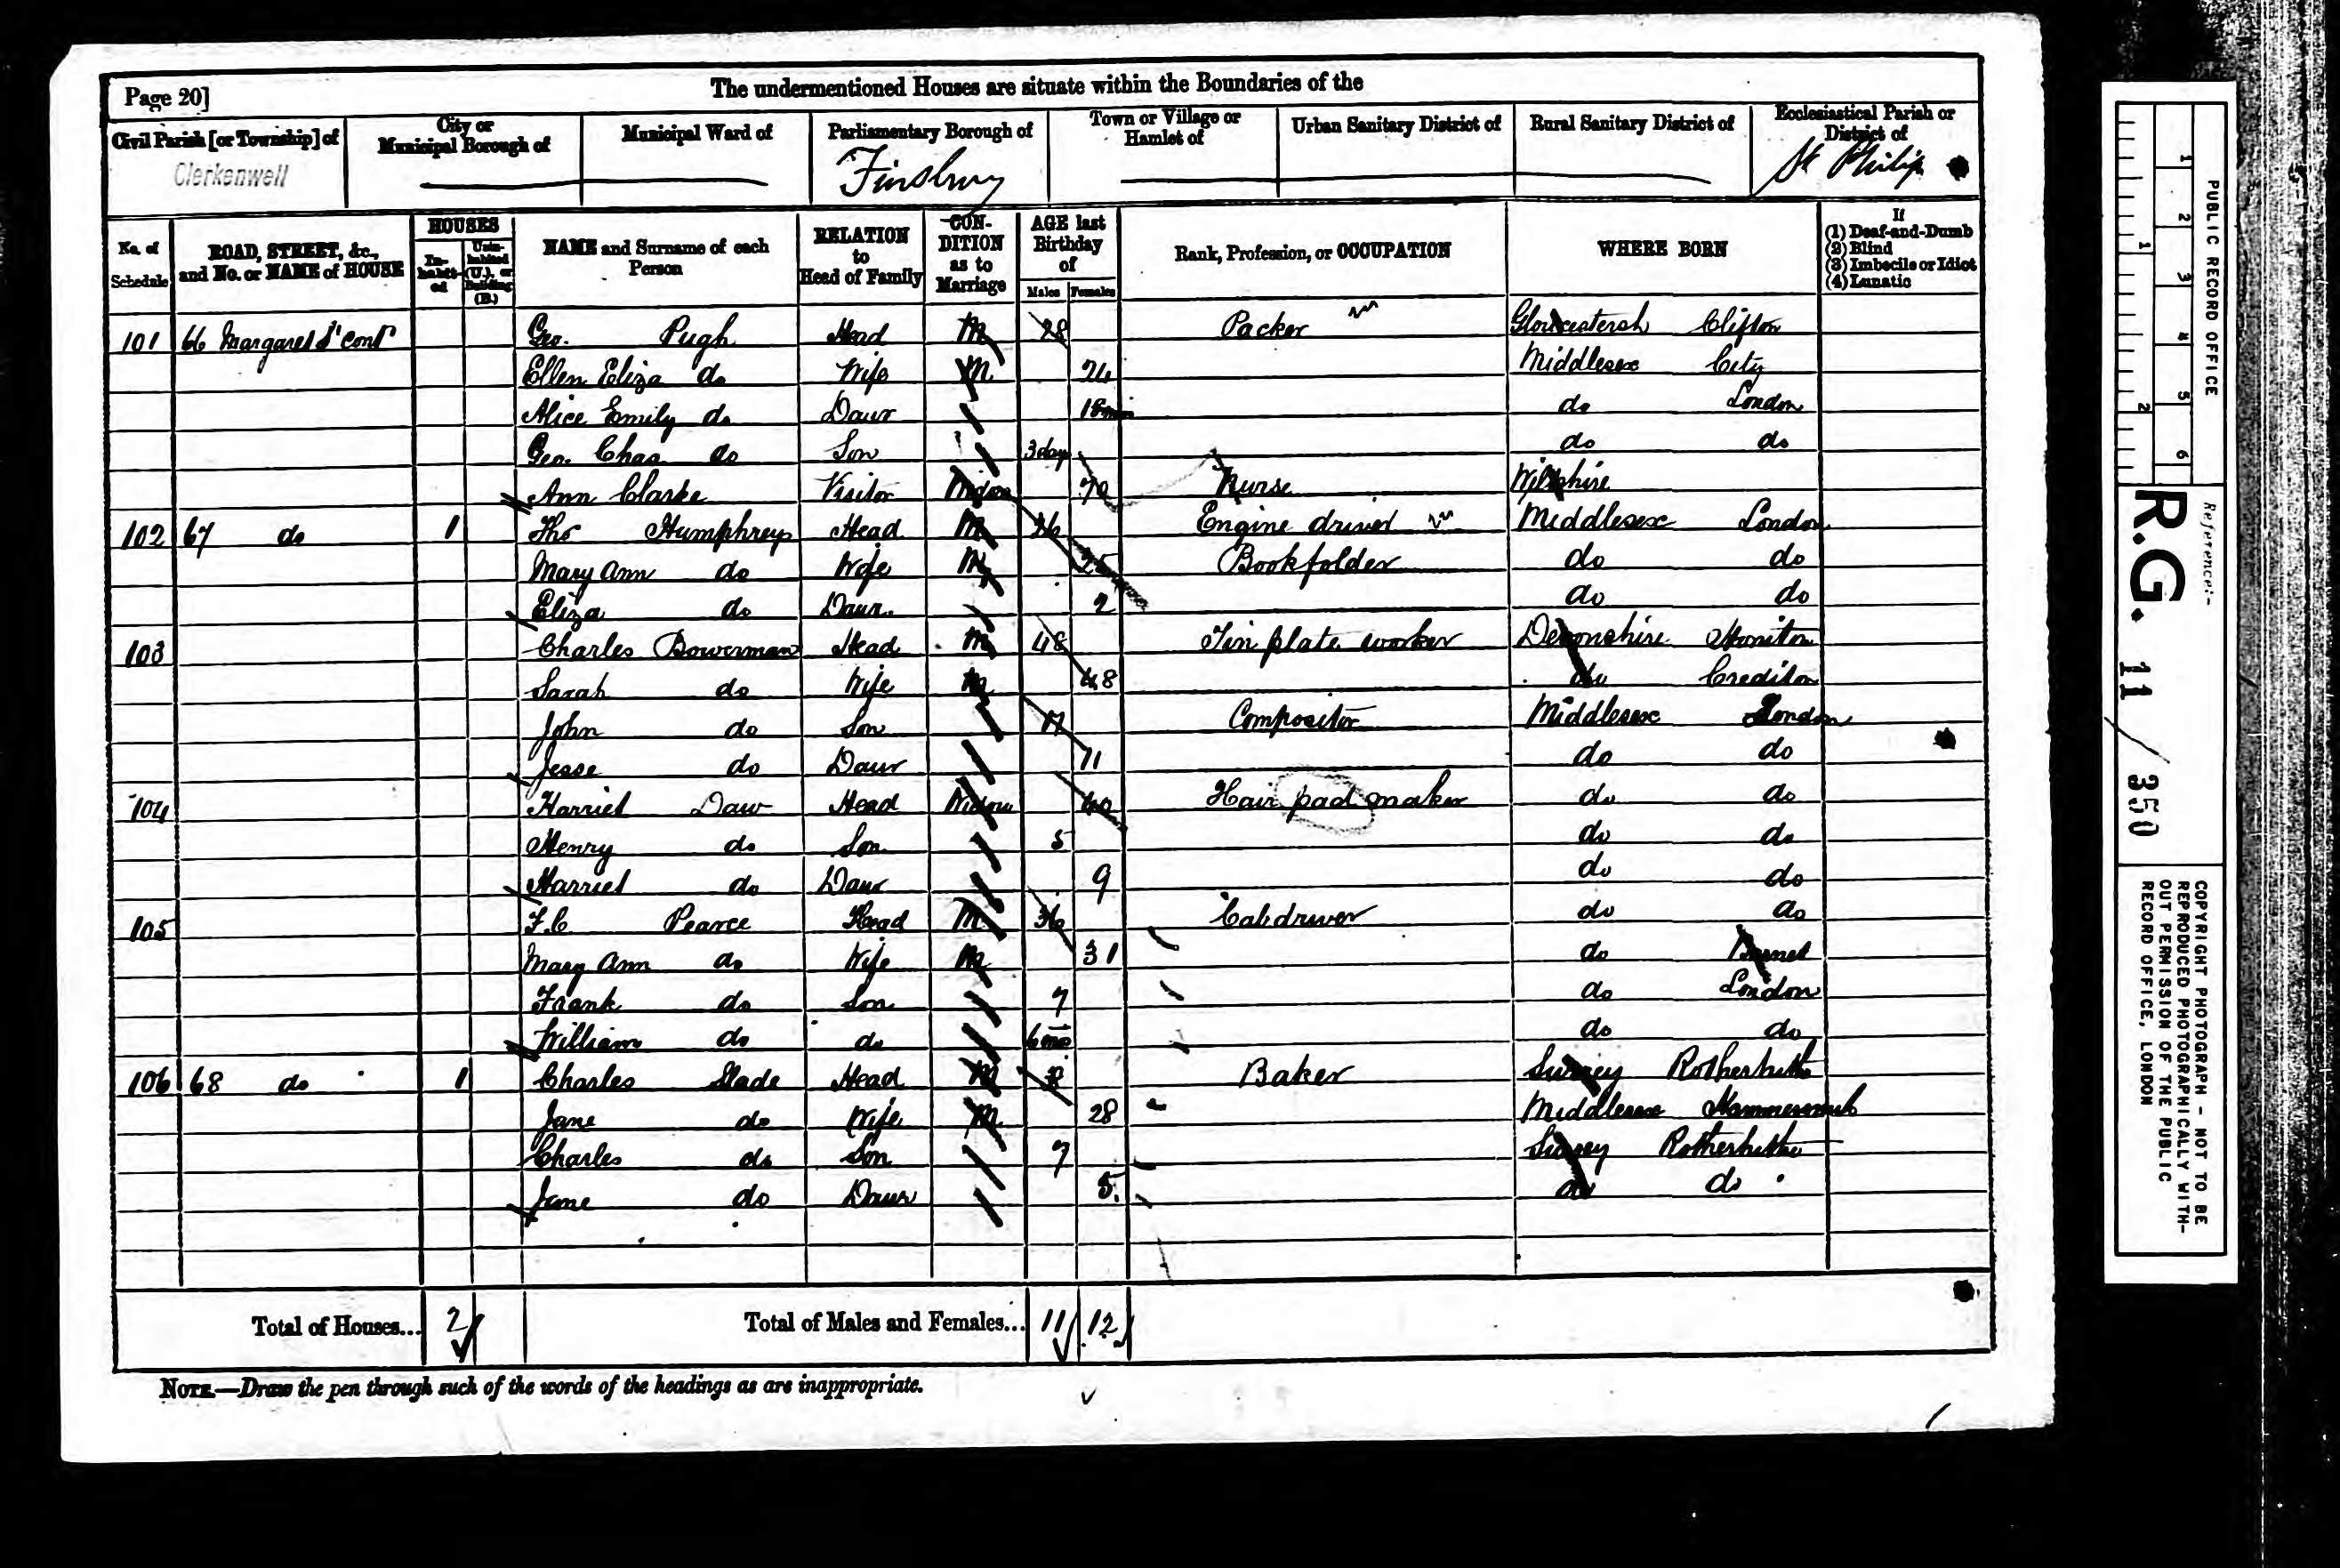 Page 20]
The undermentioned Houses are situate within the Boundaries of the
Civil Parish [or Township] of
City or Municipal Borough of
Municipal Ward of
Parliamentary Borough of
Town or Village or Hamlet of
Urban Sanitary District of
Rural Sanitary District of
Ecclesiastical Parish or District of
Clerkenwell
Finsbury
St Philip
No. of Schedule
ROAD, STREET, &c., and No. or NAME of HOUSE
HOUSES
In-habit-ed
Unin-habited (U.), or Building (B.)
NAME and Surname of each Person
RELATION to Head of Family
CON-DITION as to Marriage
AGE last Birthday of
Males Females
Rank, Profession, or OCCUPATION
WHERE BORN
If
(1) Deaf-and-Dumb
(2) Blind
(3) Imbecile or Idiot
(4) Lunatic
101 66 Margaret St cont Geo. Pugh Head M 28 Packer Gloucestersh Clifton
Ellen Eliza do Wife M 24 Middlesex City
Alice Emily do Daur 18 do London
Geo. Chas do Son 3 day do do
Ann Clarke Visitor Widow 70 Nurse Wiltshire
102 67 do 1 Tho Humphreys Head M 26 Engine driver Middlesex London
Mary Ann do Wife M 25 Bookfolder do do
Eliza do Daur. 2 do do
103 Charles Bowerman Head M 48 Tin plate worker Devonshire Honiton
Sarah do Wife M 48 do Crediton
John do Son 17 Compositor Middlesex London
Jesse do Daur 11 do do
104 Harriet Daw Head Widow 40 Hair pad maker do do
Henry do Son 5 do do
Harriet do Daur 9 do do
105 F.C Pearce Head M 36 Cabdriver do do
Mary Ann do Wife M 31 do Barnet
Frank do Son 7 do London
William do do 6 mo do do
106 68 do 1 Charles Slade Head M Baker Surrey Rotherhithe
Jane do Wife M 28 Middlesex Hammersmith
Charles do Son 7 Surrey Rotherhithe
Jane do Daur 5 do do
Total of Houses... 2
Total of Males and Females... 11 12
NOTE.—Draw the pen through such of the words of the headings as are inappropriate.
PUBLIC RECORD OFFICE
1 2 3 4 5 6
1 2
Reference:-
R.G. 11 / 350
COPYRIGHT PHOTOGRAPH - NOT TO BE
REPRODUCED PHOTOGRAPHICALLY WITH-
OUT PERMISSION OF THE PUBLIC
RECORD OFFICE, LONDON